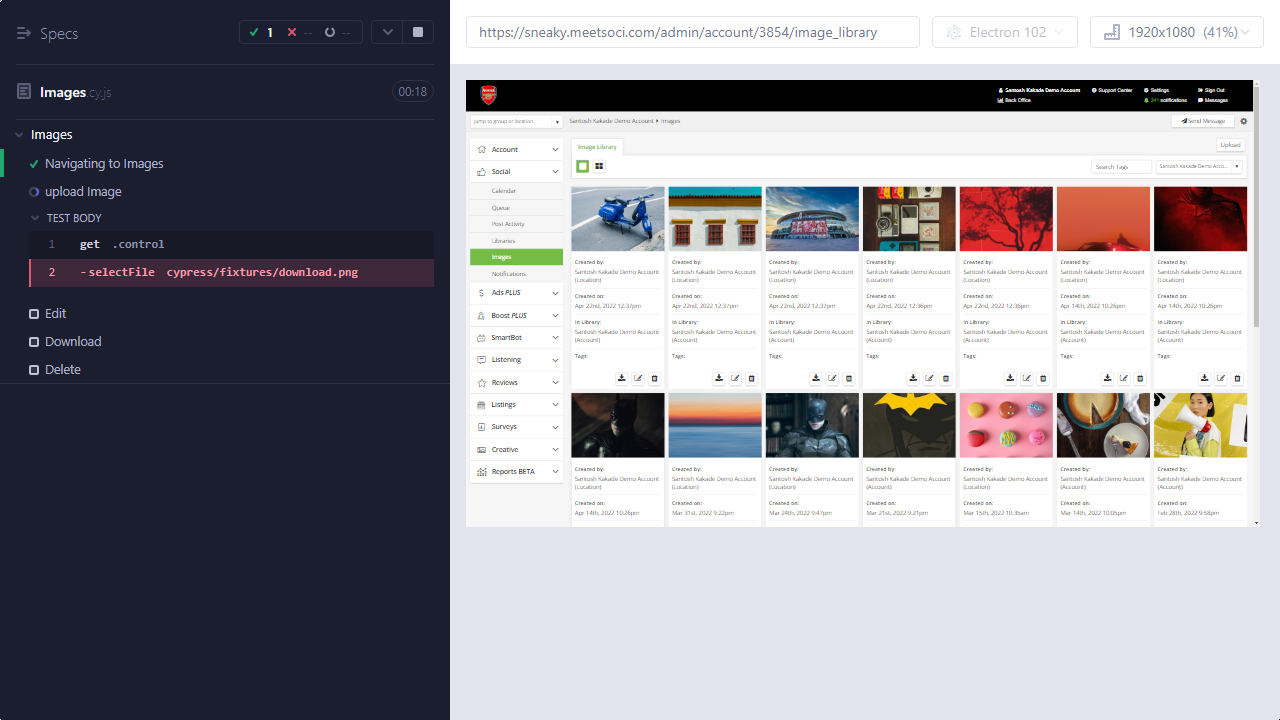 Specs
1
--
--
https://sneaky.meetsoci.com/admin/account/3854/image_library
Electron 102
1920x1080 (41%)
Images.cy.js
00:18
Images
Navigating to Images
upload Image
TEST BODY
1 get .control
2 -selectFile cypress/fixtures/download.png
Edit
Download
Delete
Santosh Kakade Demo Account
Support Center
Settings
Sign Out
Back Office
241 notifications
Messages
Jump to group or location
Santosh Kakade Demo Account
Images
Send Message
Account
Social
Calendar
Queue
Post Activity
Libraries
Images
Notifications
Ads PLUS
Boost PLUS
SmartBot
Listening
Reviews
Listings
Surveys
Creative
Reports BETA
Image Library
Upload
Search Tags
Santosh Kakade Demo Acco...
Created by: Created by: Created by: Created by: Created by: Created by: Created by:
Santosh Kakade Demo Account Santosh Kakade Demo Account Santosh Kakade Demo Account Santosh Kakade Demo Account Santosh Kakade Demo Account Santosh Kakade Demo Account Santosh Kakade Demo Account
(Location) (Location) (Location) (Location) (Location) (Location) (Location)
Created on: Created on: Created on: Created on: Created on: Created on: Created on:
Apr 22nd, 2022 12:37pm Apr 22nd, 2022 12:37pm Apr 22nd, 2022 12:37pm Apr 22nd, 2022 12:36pm Apr 22nd, 2022 12:36pm Apr 14th, 2022 10:26pm Apr 14th, 2022 10:26pm
In Library: In Library: In Library: In Library: In Library: In Library: In Library:
Santosh Kakade Demo Account Santosh Kakade Demo Account Santosh Kakade Demo Account Santosh Kakade Demo Account Santosh Kakade Demo Account Santosh Kakade Demo Account Santosh Kakade Demo Account
(Account) (Account) (Account) (Account) (Account) (Account) (Account)
Tags: Tags: Tags: Tags: Tags: Tags: Tags:
Created by: Created by: Created by: Created by: Created by: Created by: Created by:
Santosh Kakade Demo Account Santosh Kakade Demo Account Santosh Kakade Demo Account Santosh Kakade Demo Account Santosh Kakade Demo Account Santosh Kakade Demo Account Santosh Kakade Demo Account
(Location) (Location) (Account) (Account) (Location) (Account) (Account)
Created on: Created on: Created on: Created on: Created on: Created on: Created on:
Apr 14th, 2022 10:26pm Mar 31st, 2022 9:22pm Mar 24th, 2022 9:47pm Mar 21st, 2022 9:21pm Mar 15th, 2022 10:35am Mar 14th, 2022 10:05pm Feb 28th, 2022 9:58pm